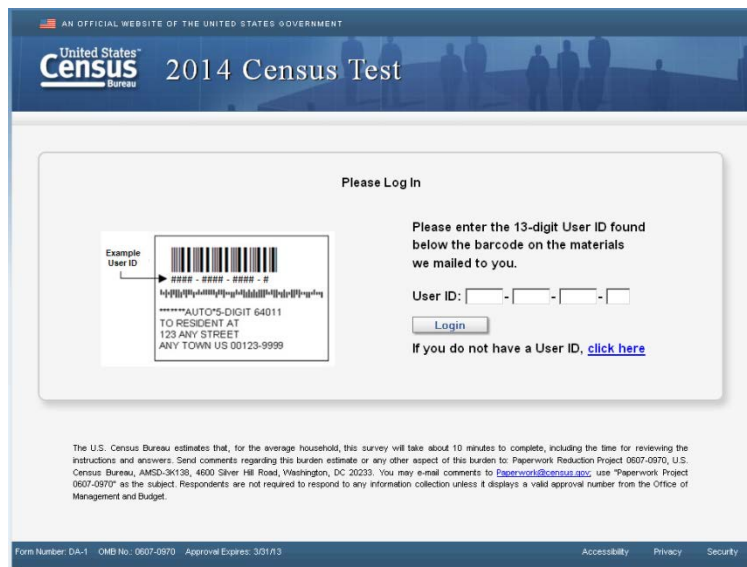 AN OFFICIAL WEBSITE OF THE UNITED STATES GOVERNMENT
United States™
Census
Bureau
2014 Census Test
Please Log In
Example
User ID
#### - #### - #### - #
*******AUTO*5-DIGIT 64011
TO RESIDENT AT
123 ANY STREET
ANY TOWN US 00123-9999
Please enter the 13-digit User ID found
below the barcode on the materials
we mailed to you.
User ID: - - -
Login
If you do not have a User ID, click here
The U.S. Census Bureau estimates that, for the average household, this survey will take about 10 minutes to complete, including the time for reviewing the
instructions and answers. Send comments regarding this burden estimate or any other aspect of this burden to: Paperwork Reduction Project 0607-0970, U.S.
Census Bureau, AMSD-3K138, 4600 Silver Hill Road, Washington, DC 20233. You may e-mail comments to Paperwork@census.gov; use "Paperwork Project
0607-0970" as the subject. Respondents are not required to respond to any information collection unless it displays a valid approval number from the Office of
Management and Budget.
Form Number: DA-1 OMB No.: 0607-0970 Approval Expires: 3/31/13 Accessibility Privacy Security